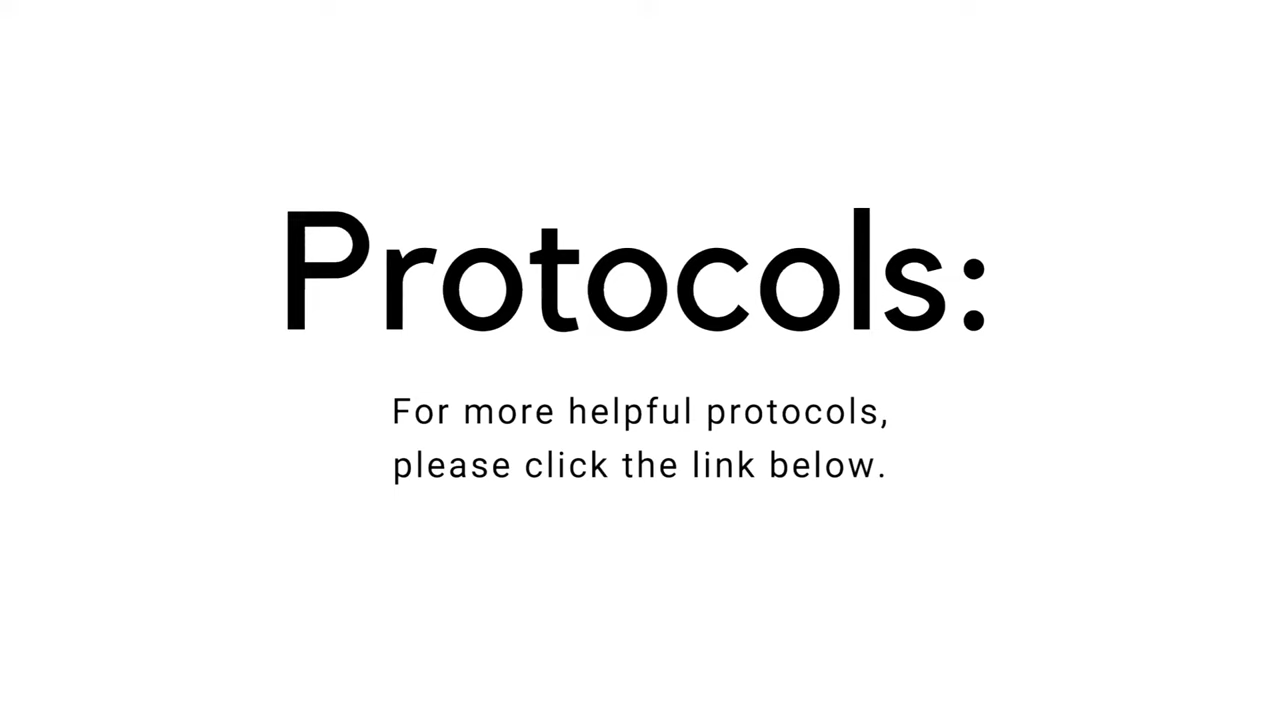 Protocols:
For more helpful protocols,
please click the link below.